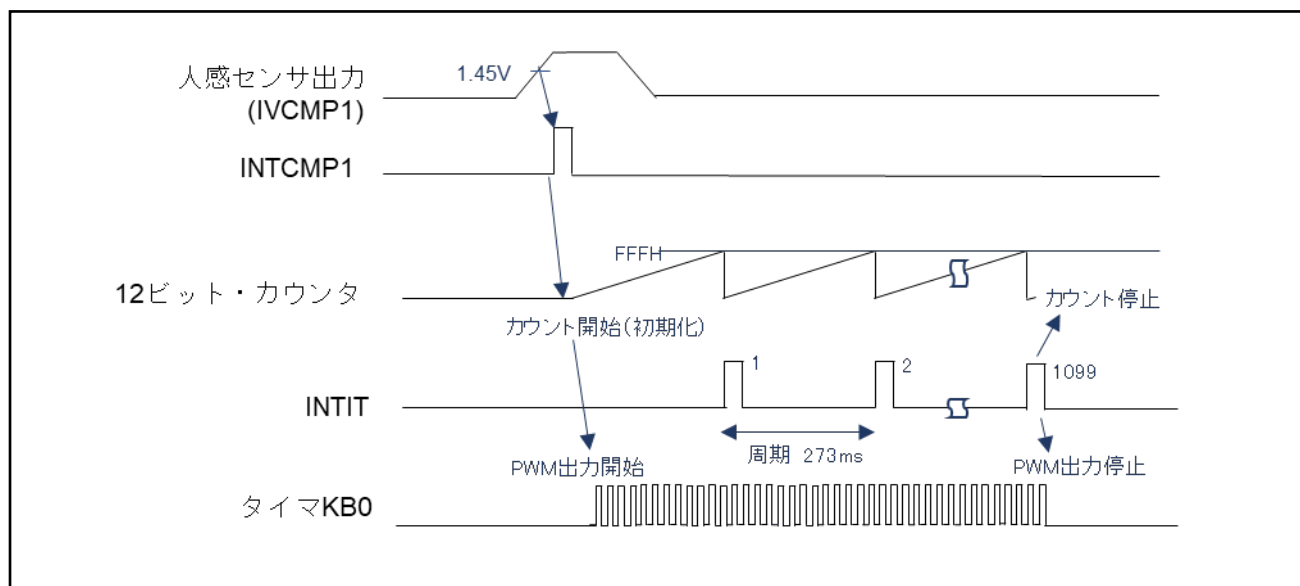 人感センサ出力
(IVCMP1)
1.45V
INTCMP1
FFFH
12ビット・カウンタ
カウント開始(初期化)
カウント停止
1
2
1099
INTIT
周期 273ms
PWM出力開始
PWM出力停止
タイマKB0